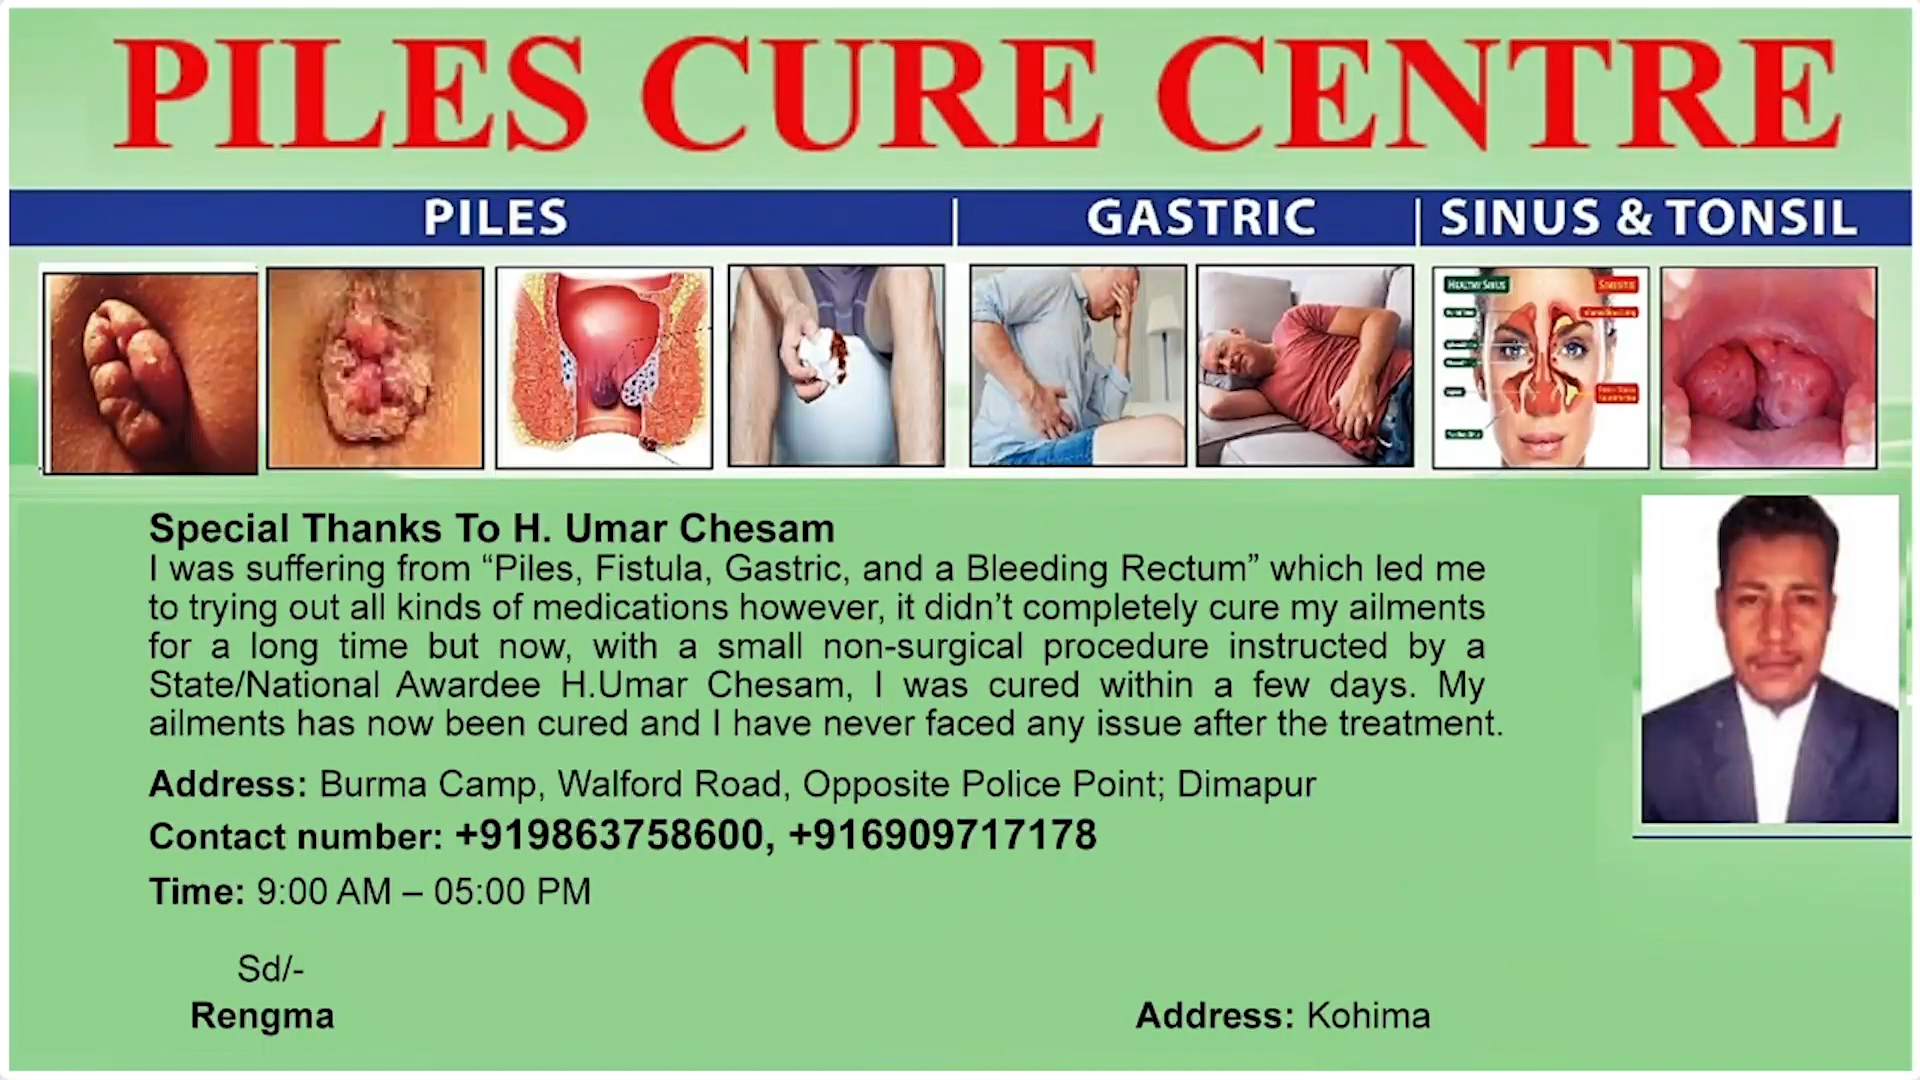 PILES CURE CENTRE
PILES | GASTRIC | SINUS & TONSIL
HEALTHY SINUS SINUSITIS
Special Thanks To H. Umar Chesam
I was suffering from “Piles, Fistula, Gastric, and a Bleeding Rectum” which led me
to trying out all kinds of medications however, it didn’t completely cure my ailments
for a long time but now, with a small non-surgical procedure instructed by a
State/National Awardee H.Umar Chesam, I was cured within a few days. My
ailments has now been cured and I have never faced any issue after the treatment.
Address: Burma Camp, Walford Road, Opposite Police Point; Dimapur
Contact number: +919863758600, +916909717178
Time: 9:00 AM – 05:00 PM
Sd/-
Rengma
Address: Kohima